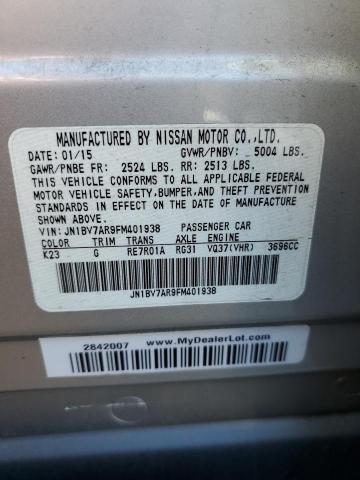 MANUFACTURED BY NISSAN MOTOR CO.,LTD.
DATE: 01/15 GVWR/PNBV: 5004 LBS.
GAWR/PNBE FR: 2524 LBS. RR: 2513 LBS.
THIS VEHICLE CONFORMS TO ALL APPLICABLE FEDERAL
MOTOR VEHICLE SAFETY,BUMPER,AND THEFT PREVENTION
STANDARDS IN EFFECT ON THE DATE OF MANUFACTURE
SHOWN ABOVE.
VIN: JN1BV7AR9FM401938 PASSENGER CAR
COLOR TRIM TRANS AXLE ENGINE
K23 G RE7R01A RG31 VQ37(VHR) 3696CC
JN1BV7AR9FM401938
2842007 www.MyDealerLot.com